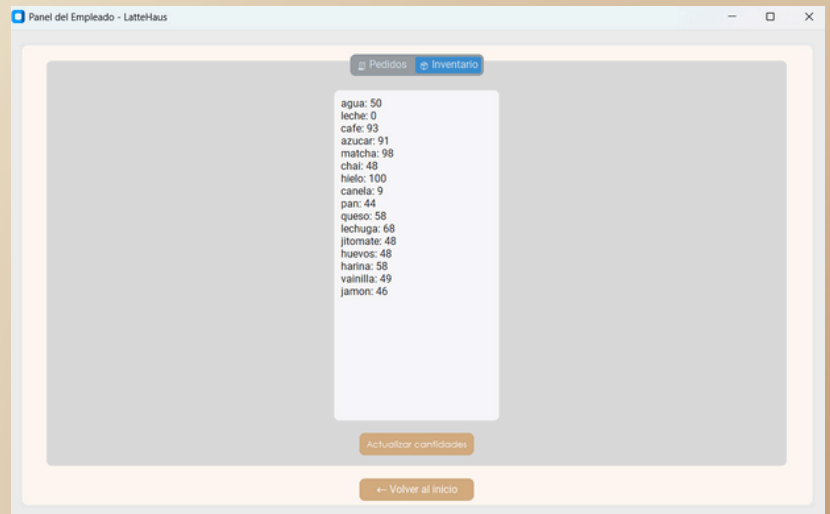 Panel del Empleado - LatteHaus
Pedidos Inventario
agua: 50
leche: 0
cafe: 93
azucar: 91
matcha: 98
chai: 48
hielo: 100
canela: 9
pan: 44
queso: 58
lechuga: 68
jitomate: 48
huevos: 48
harina: 58
vainilla: 49
jamon: 46
Actualizar cantidades
← Volver al inicio